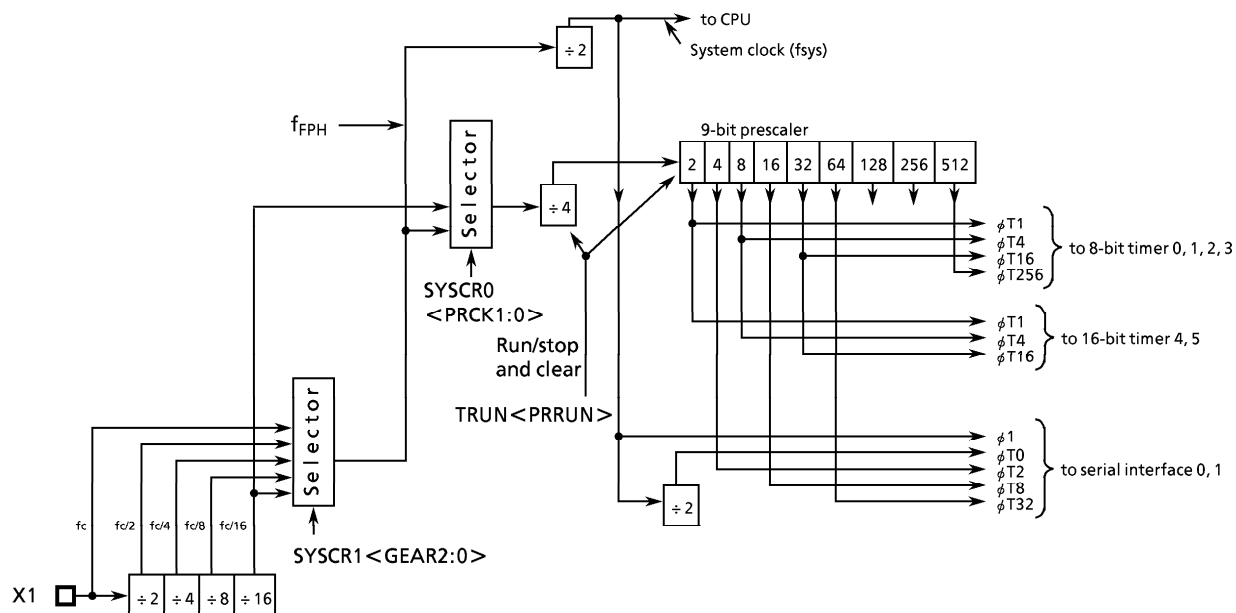 to CPU
÷2
System clock (fsys)
fFPH
9-bit prescaler
Selector
2 4 8 16 32 64 128 256 512
÷4
ϕT1
ϕT4
ϕT16
ϕT256
to 8-bit timer 0, 1, 2, 3
SYSCR0
<PRCK1:0>
ϕT1
ϕT4
ϕT16
to 16-bit timer 4, 5
Run/stop
and clear
TRUN<PRRUN>
Selector
ϕ1
ϕT0
ϕT2
ϕT8
ϕT32
to serial interface 0, 1
÷2
fc fc/2 fc/4 fc/8 fc/16
SYSCR1<GEAR2:0>
X1
÷2 ÷4 ÷8 ÷16